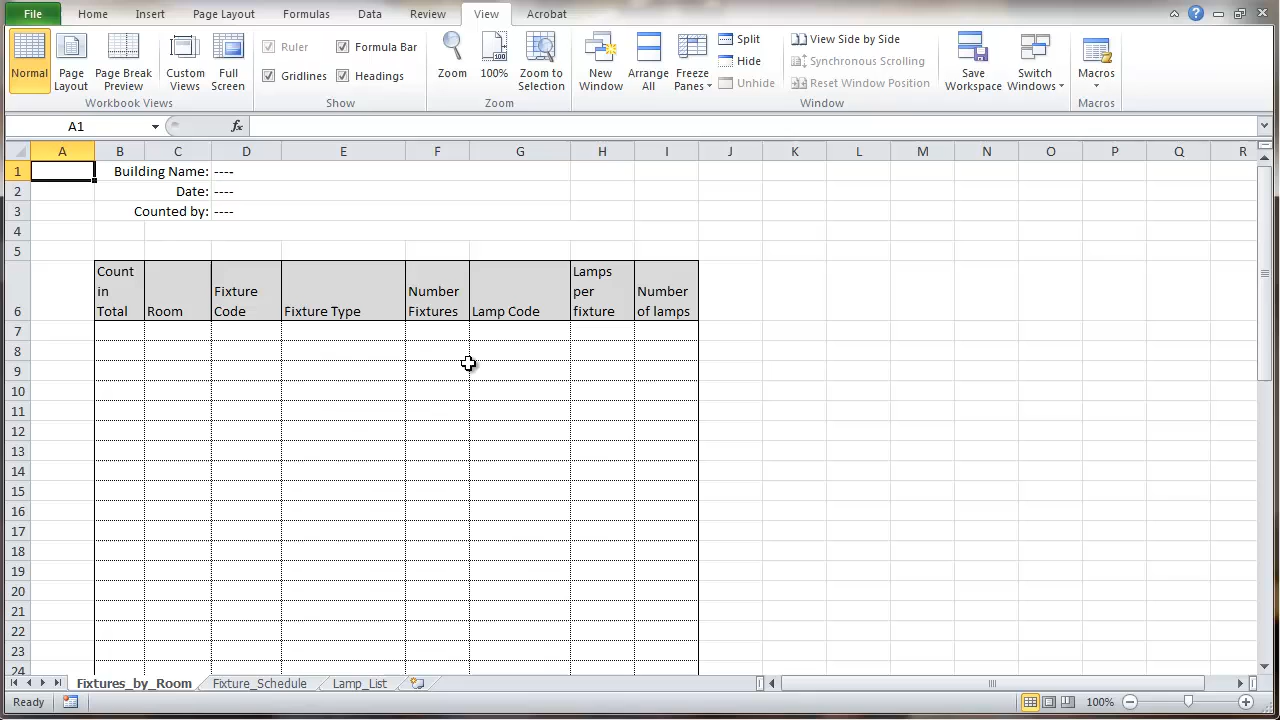 File Home Insert Page Layout Formulas Data Review View Acrobat
Normal Page Layout Page Break Preview Custom Views Full Screen
Workbook Views
Ruler Formula Bar
Gridlines Headings
Show
Zoom 100% Zoom to Selection
Zoom
New Window Arrange All Freeze Panes
Split
Hide
Unhide
View Side by Side
Synchronous Scrolling
Reset Window Position
Window
Save Workspace Switch Windows
Macros
Macros
A1 fx
A B C D E F G H I J K L M N O P Q R
1 Building Name: ----
2 Date: ----
3 Counted by: ----
4
5
6 Count in Total Room Fixture Code Fixture Type Number Fixtures Lamp Code Lamps per fixture Number of lamps
7
8
9
10
11
12
13
14
15
16
17
18
19
20
21
22
23
24
Fixtures_by_Room Fixture_Schedule Lamp_List
Ready 100%